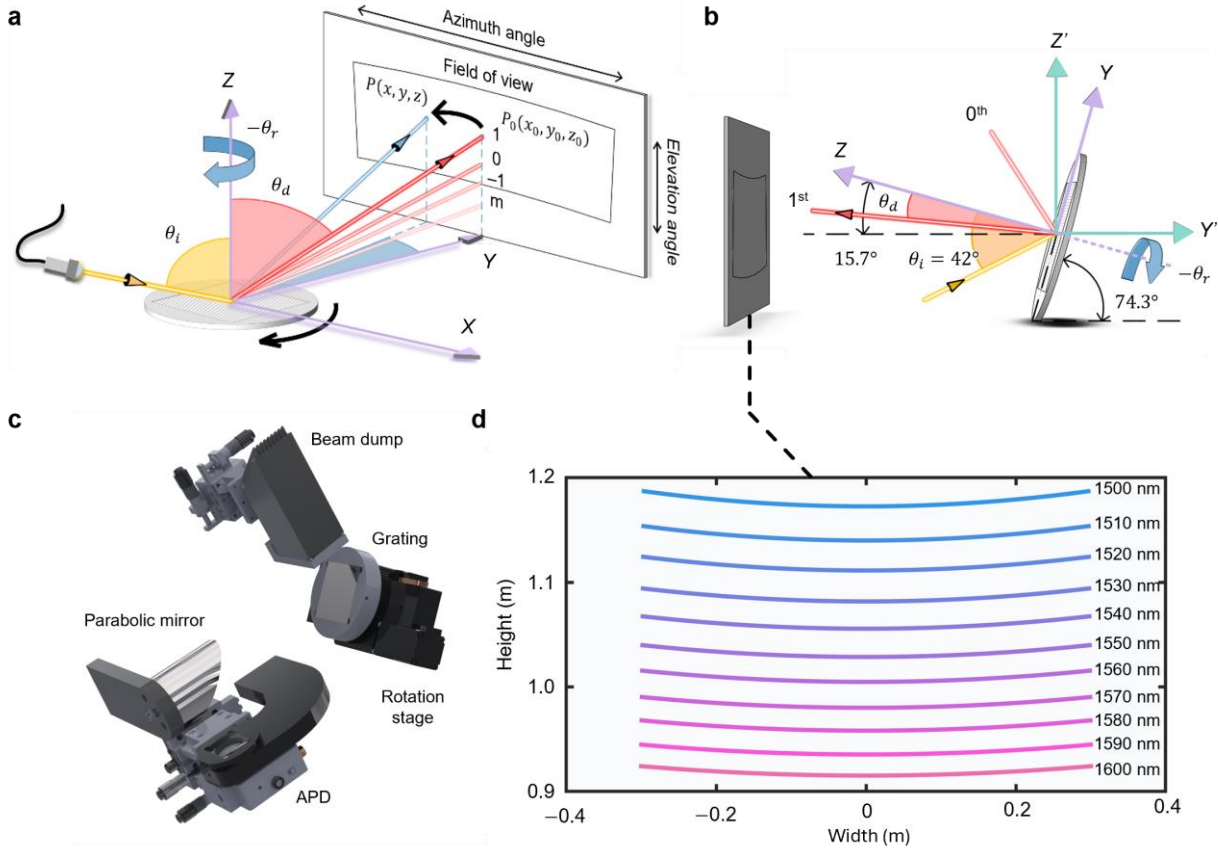 a
Azimuth angle
Field of view
Z
P(x, y, z)
P₀(x₀, y₀, z₀)
−θᵣ
1
0
−1
m
θ_d
θᵢ
Y
X
Elevation angle
b
Z'
Y
0ᵗʰ
Z
θ_d
1ˢᵗ
Y'
15.7°
θᵢ = 42°
−θᵣ
74.3°
c
Beam dump
Grating
Parabolic mirror
Rotation
stage
APD
d
1.2
1.1
1.0
0.9
Height (m)
1500 nm
1510 nm
1520 nm
1530 nm
1540 nm
1550 nm
1560 nm
1570 nm
1580 nm
1590 nm
1600 nm
−0.4
−0.2
0
0.2
0.4
Width (m)